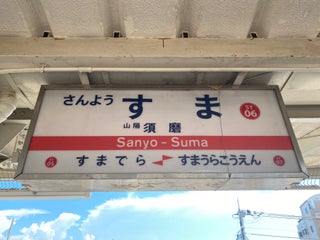 さんよう すま
SY
06
山陽 須磨
Sanyo-Suma
すまでら すまうらこうえん